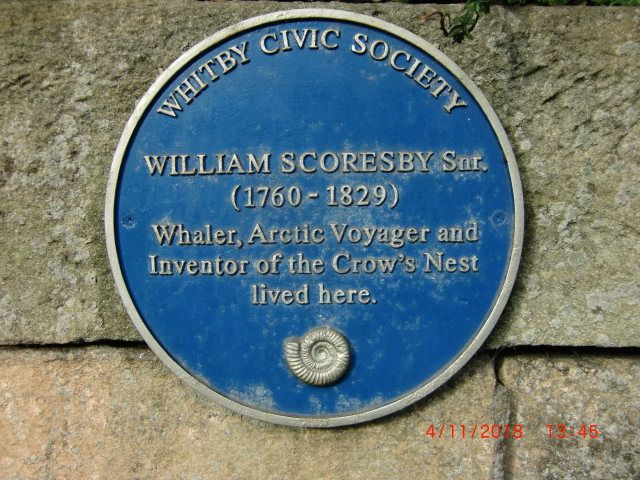 WHITBY CIVIC SOCIETY
WILLIAM SCORESBY Snr.
(1760 - 1829)
Whaler, Arctic Voyager and
Inventor of the Crow's Nest
lived here.
4/11/2018 13:45